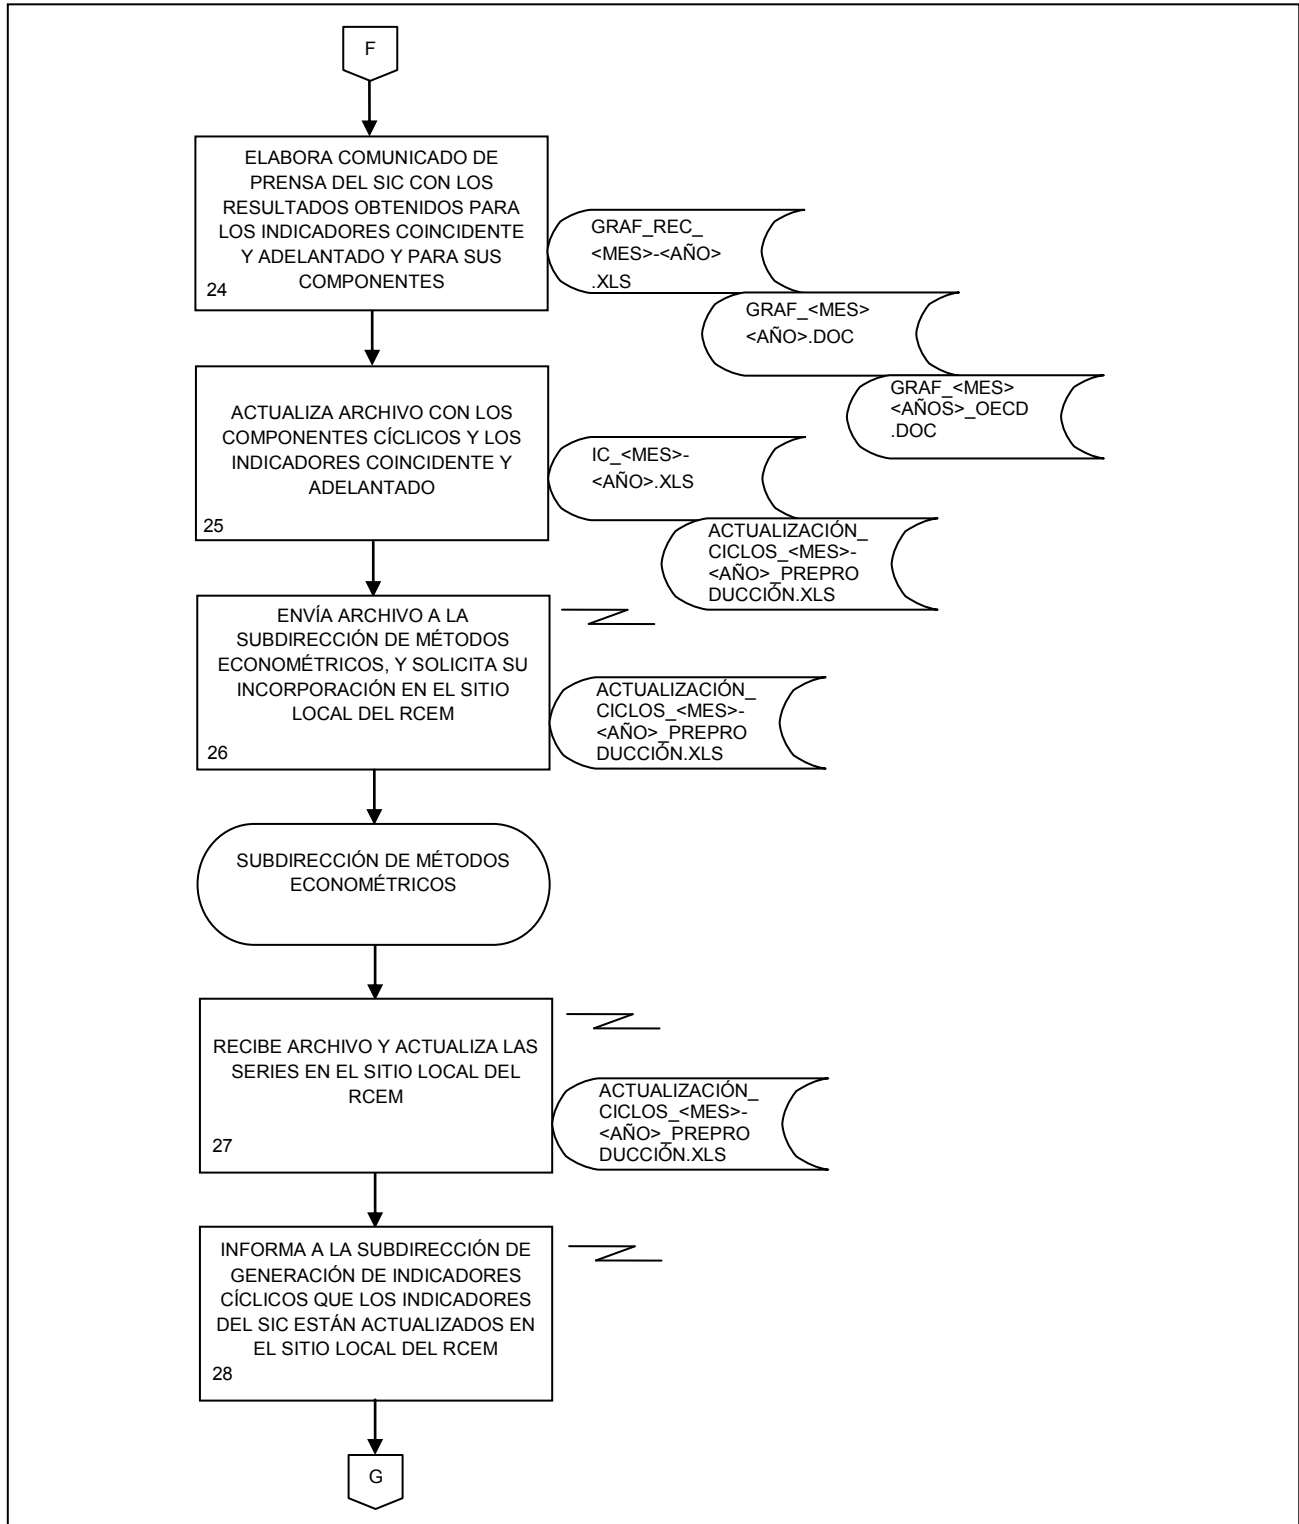 F
ELABORA COMUNICADO DE
PRENSA DEL SIC CON LOS
RESULTADOS OBTENIDOS PARA
LOS INDICADORES COINCIDENTE
Y ADELANTADO Y PARA SUS
COMPONENTES
24
GRAF_REC_
<MES>-<AÑO>
.XLS
GRAF_<MES>
<AÑO>.DOC
GRAF_<MES>
<AÑOS>_OECD
.DOC
ACTUALIZA ARCHIVO CON LOS
COMPONENTES CÍCLICOS Y LOS
INDICADORES COINCIDENTE Y
ADELANTADO
25
IC_<MES>-
<AÑO>.XLS
ACTUALIZACIÓN_
CICLOS_<MES>-
<AÑO>_PREPRO
DUCCIÓN.XLS
ENVÍA ARCHIVO A LA
SUBDIRECCIÓN DE MÉTODOS
ECONOMÉTRICOS, Y SOLICITA SU
INCORPORACIÓN EN EL SITIO
LOCAL DEL RCEM
26
ACTUALIZACIÓN_
CICLOS_<MES>-
<AÑO>_PREPRO
DUCCIÓN.XLS
SUBDIRECCIÓN DE MÉTODOS
ECONOMÉTRICOS
RECIBE ARCHIVO Y ACTUALIZA LAS
SERIES EN EL SITIO LOCAL DEL
RCEM
27
ACTUALIZACIÓN_
CICLOS_<MES>-
<AÑO>_PREPRO
DUCCIÓN.XLS
INFORMA A LA SUBDIRECCIÓN DE
GENERACIÓN DE INDICADORES
CÍCLICOS QUE LOS INDICADORES
DEL SIC ESTÁN ACTUALIZADOS EN
EL SITIO LOCAL DEL RCEM
28
G